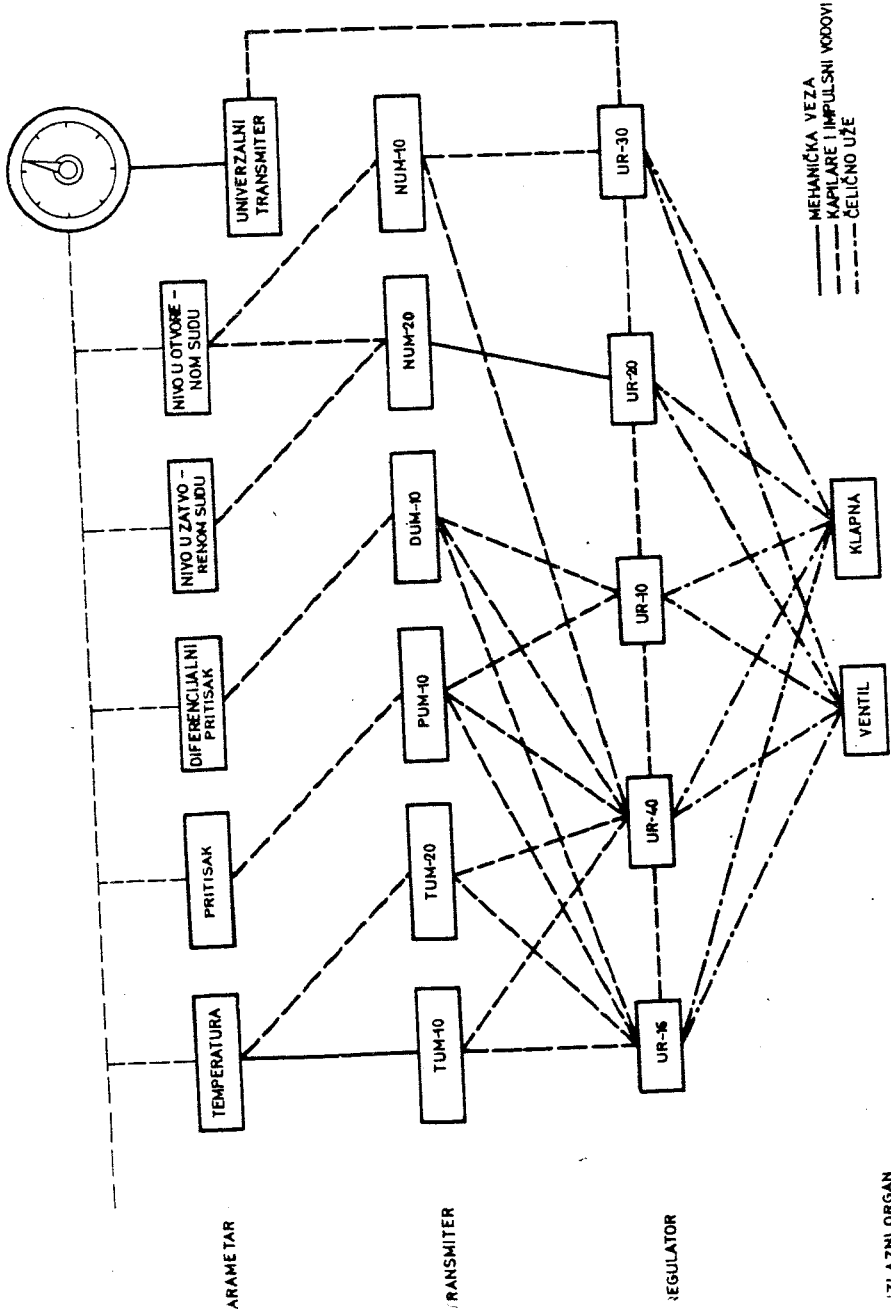 UNIVERZALNI
TRANSMITER
NIVO U OTVORE –
NOM SUDU
NIVO U ZATVO –
RENOM SUDU
DIFERENCIJALNI
PRITISAK
PRITISAK
TEMPERATURA
ARAMETAR
NUM-10
NUM-20
DUM-10
PUM-10
TUM-20
TUM-10
RANSMITER
UR-30
UR-20
UR-10
UR-40
UR-16
REGULATOR
KLAPNA
VENTIL
IZLAZNI ORGAN
MEHANIČKA VEZA
KAPILARE I IMPULSNI VODOVI
ČELIČNO UŽE